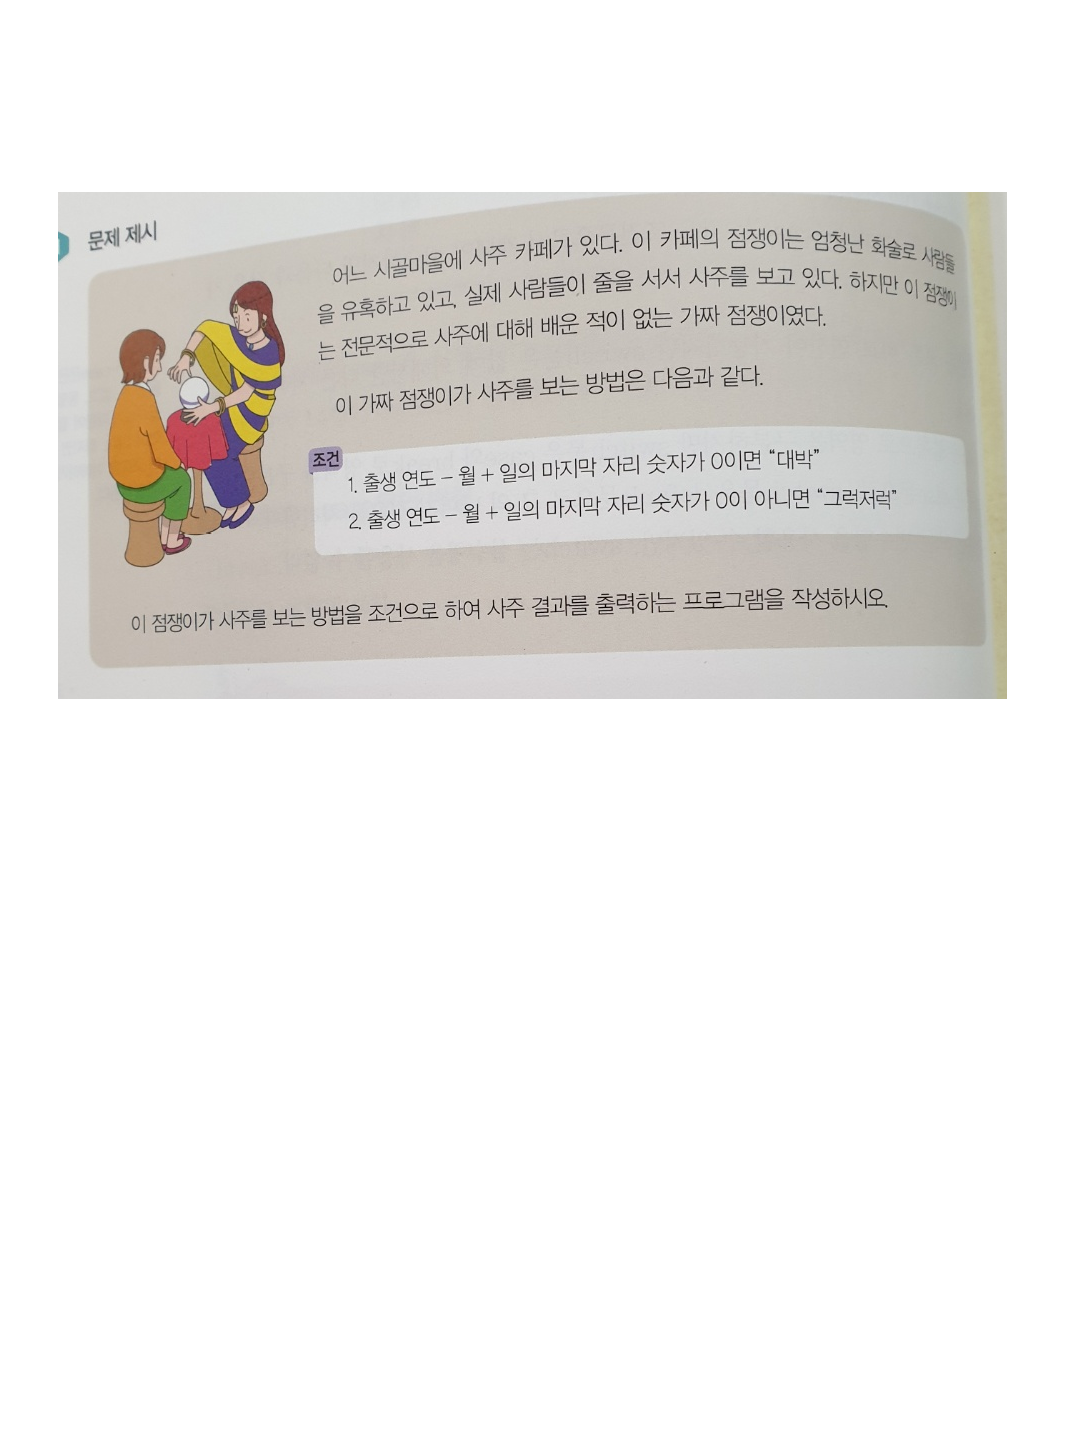 문제 제시
어느 시골마을에 사주 카페가 있다. 이 카페의 점쟁이는 엄청난 화술로 사람들
을 유혹하고 있고, 실제 사람들이 줄을 서서 사주를 보고 있다. 하지만 이 점쟁이
는 전문적으로 사주에 대해 배운 적이 없는 가짜 점쟁이였다.
이 가짜 점쟁이가 사주를 보는 방법은 다음과 같다.
조건
1. 출생 연도 – 월 + 일의 마지막 자리 숫자가 0이면 “대박”
2. 출생 연도 – 월 + 일의 마지막 자리 숫자가 0이 아니면 “그럭저럭”
이 점쟁이가 사주를 보는 방법을 조건으로 하여 사주 결과를 출력하는 프로그램을 작성하시오.